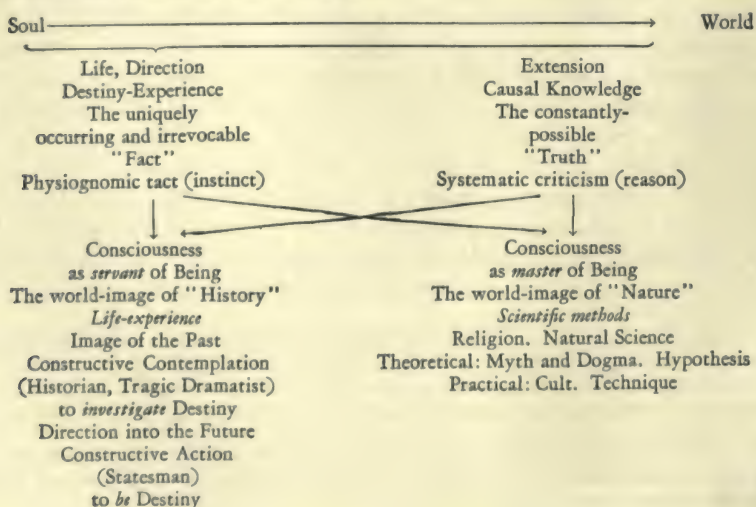 Soul World
Life, Direction
Destiny-Experience
The uniquely
occurring and irrevocable
"Fact"
Physiognomic tact (instinct)
Extension
Causal Knowledge
The constantly-
possible
"Truth"
Systematic criticism (reason)
Consciousness
as servant of Being
The world-image of "History"
Life-experience
Image of the Past
Constructive Contemplation
(Historian, Tragic Dramatist)
to investigate Destiny
Direction into the Future
Constructive Action
(Statesman)
to be Destiny
Consciousness
as master of Being
The world-image of "Nature"
Scientific methods
Religion. Natural Science
Theoretical: Myth and Dogma. Hypothesis
Practical: Cult. Technique